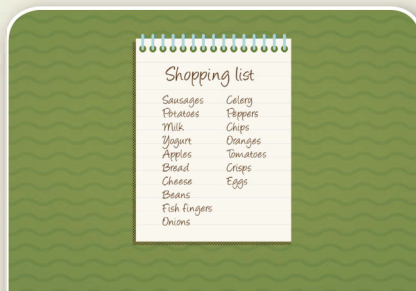 Shopping list
Sausages
Potatoes
Milk
Yogurt
Apples
Bread
Cheese
Beans
Fish fingers
Onions
Celery
Peppers
Chips
Oranges
Tomatoes
Crisps
Eggs